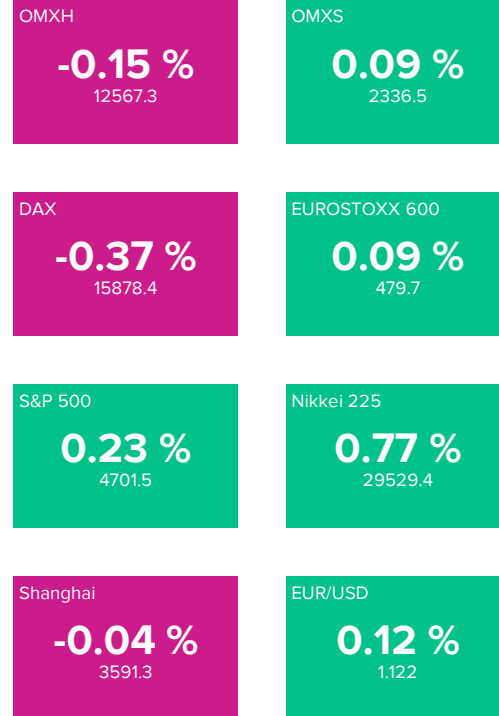 OMXH
-0.15 %
12567.3
OMXS
0.09 %
2336.5
DAX
-0.37 %
15878.4
EUROSTOXX 600
0.09 %
479.7
S&P 500
0.23 %
4701.5
Nikkei 225
0.77 %
29529.4
Shanghai
-0.04 %
3591.3
EUR/USD
0.12 %
1.122